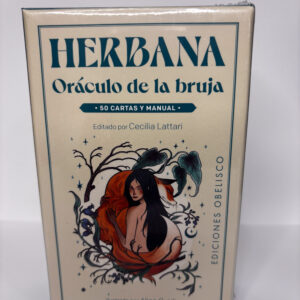 HERBANA
Oráculo de la bruja
• 50 CARTAS Y MANUAL •
Editado por Cecilia Lattari
EDICIONES OBELISCO